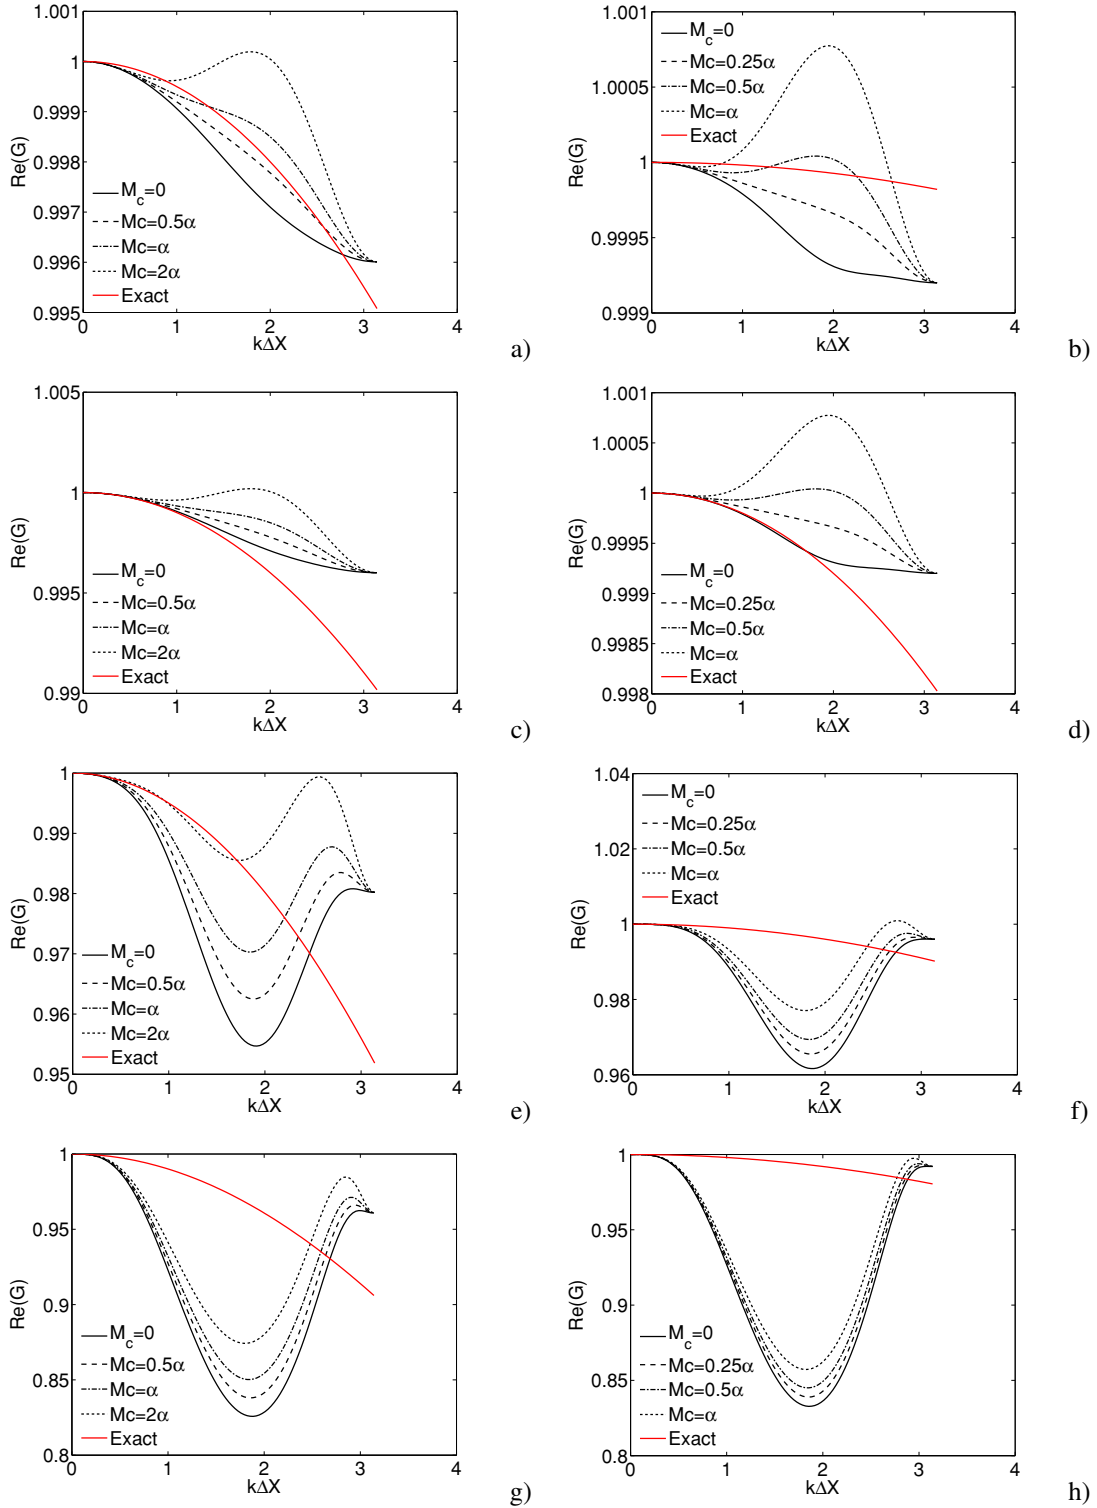 1.001
1
0.999
0.998
0.997
0.996
0.995
Re(G)
M_c=0
Mc=0.5α
Mc=α
Mc=2α
Exact
0 1 2 3 4
kΔX
a)
1.001
1.0005
1
0.9995
0.999
Re(G)
M_c=0
Mc=0.25α
Mc=0.5α
Mc=α
Exact
0 1 2 3 4
kΔX
b)
1.005
1
0.995
0.99
Re(G)
M_c=0
Mc=0.5α
Mc=α
Mc=2α
Exact
0 1 2 3 4
kΔX
c)
1.001
1.0005
1
0.9995
0.999
0.9985
0.998
Re(G)
M_c=0
Mc=0.25α
Mc=0.5α
Mc=α
Exact
0 1 2 3 4
kΔX
d)
1
0.99
0.98
0.97
0.96
0.95
Re(G)
M_c=0
Mc=0.5α
Mc=α
Mc=2α
Exact
0 1 2 3 4
kΔX
e)
1.04
1.02
1
0.98
0.96
Re(G)
M_c=0
Mc=0.25α
Mc=0.5α
Mc=α
Exact
0 1 2 3 4
kΔX
f)
1
0.95
0.9
0.85
0.8
Re(G)
M_c=0
Mc=0.5α
Mc=α
Mc=2α
Exact
0 1 2 3 4
kΔX
g)
1
0.95
0.9
0.85
0.8
Re(G)
M_c=0
Mc=0.25α
Mc=0.5α
Mc=α
Exact
0 1 2 3 4
kΔX
h)